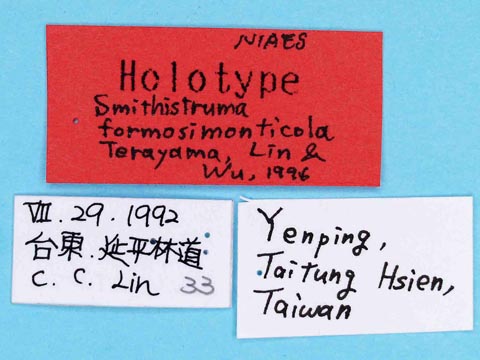 NIAES
Holotype
Smithistruma
formosimonticola
Terayama, Lin &
Wu, 1996
VII. 29. 1992
台東. 延平林道
C. C. Lin 33
Yenping,
Taitung Hsien,
Taiwan